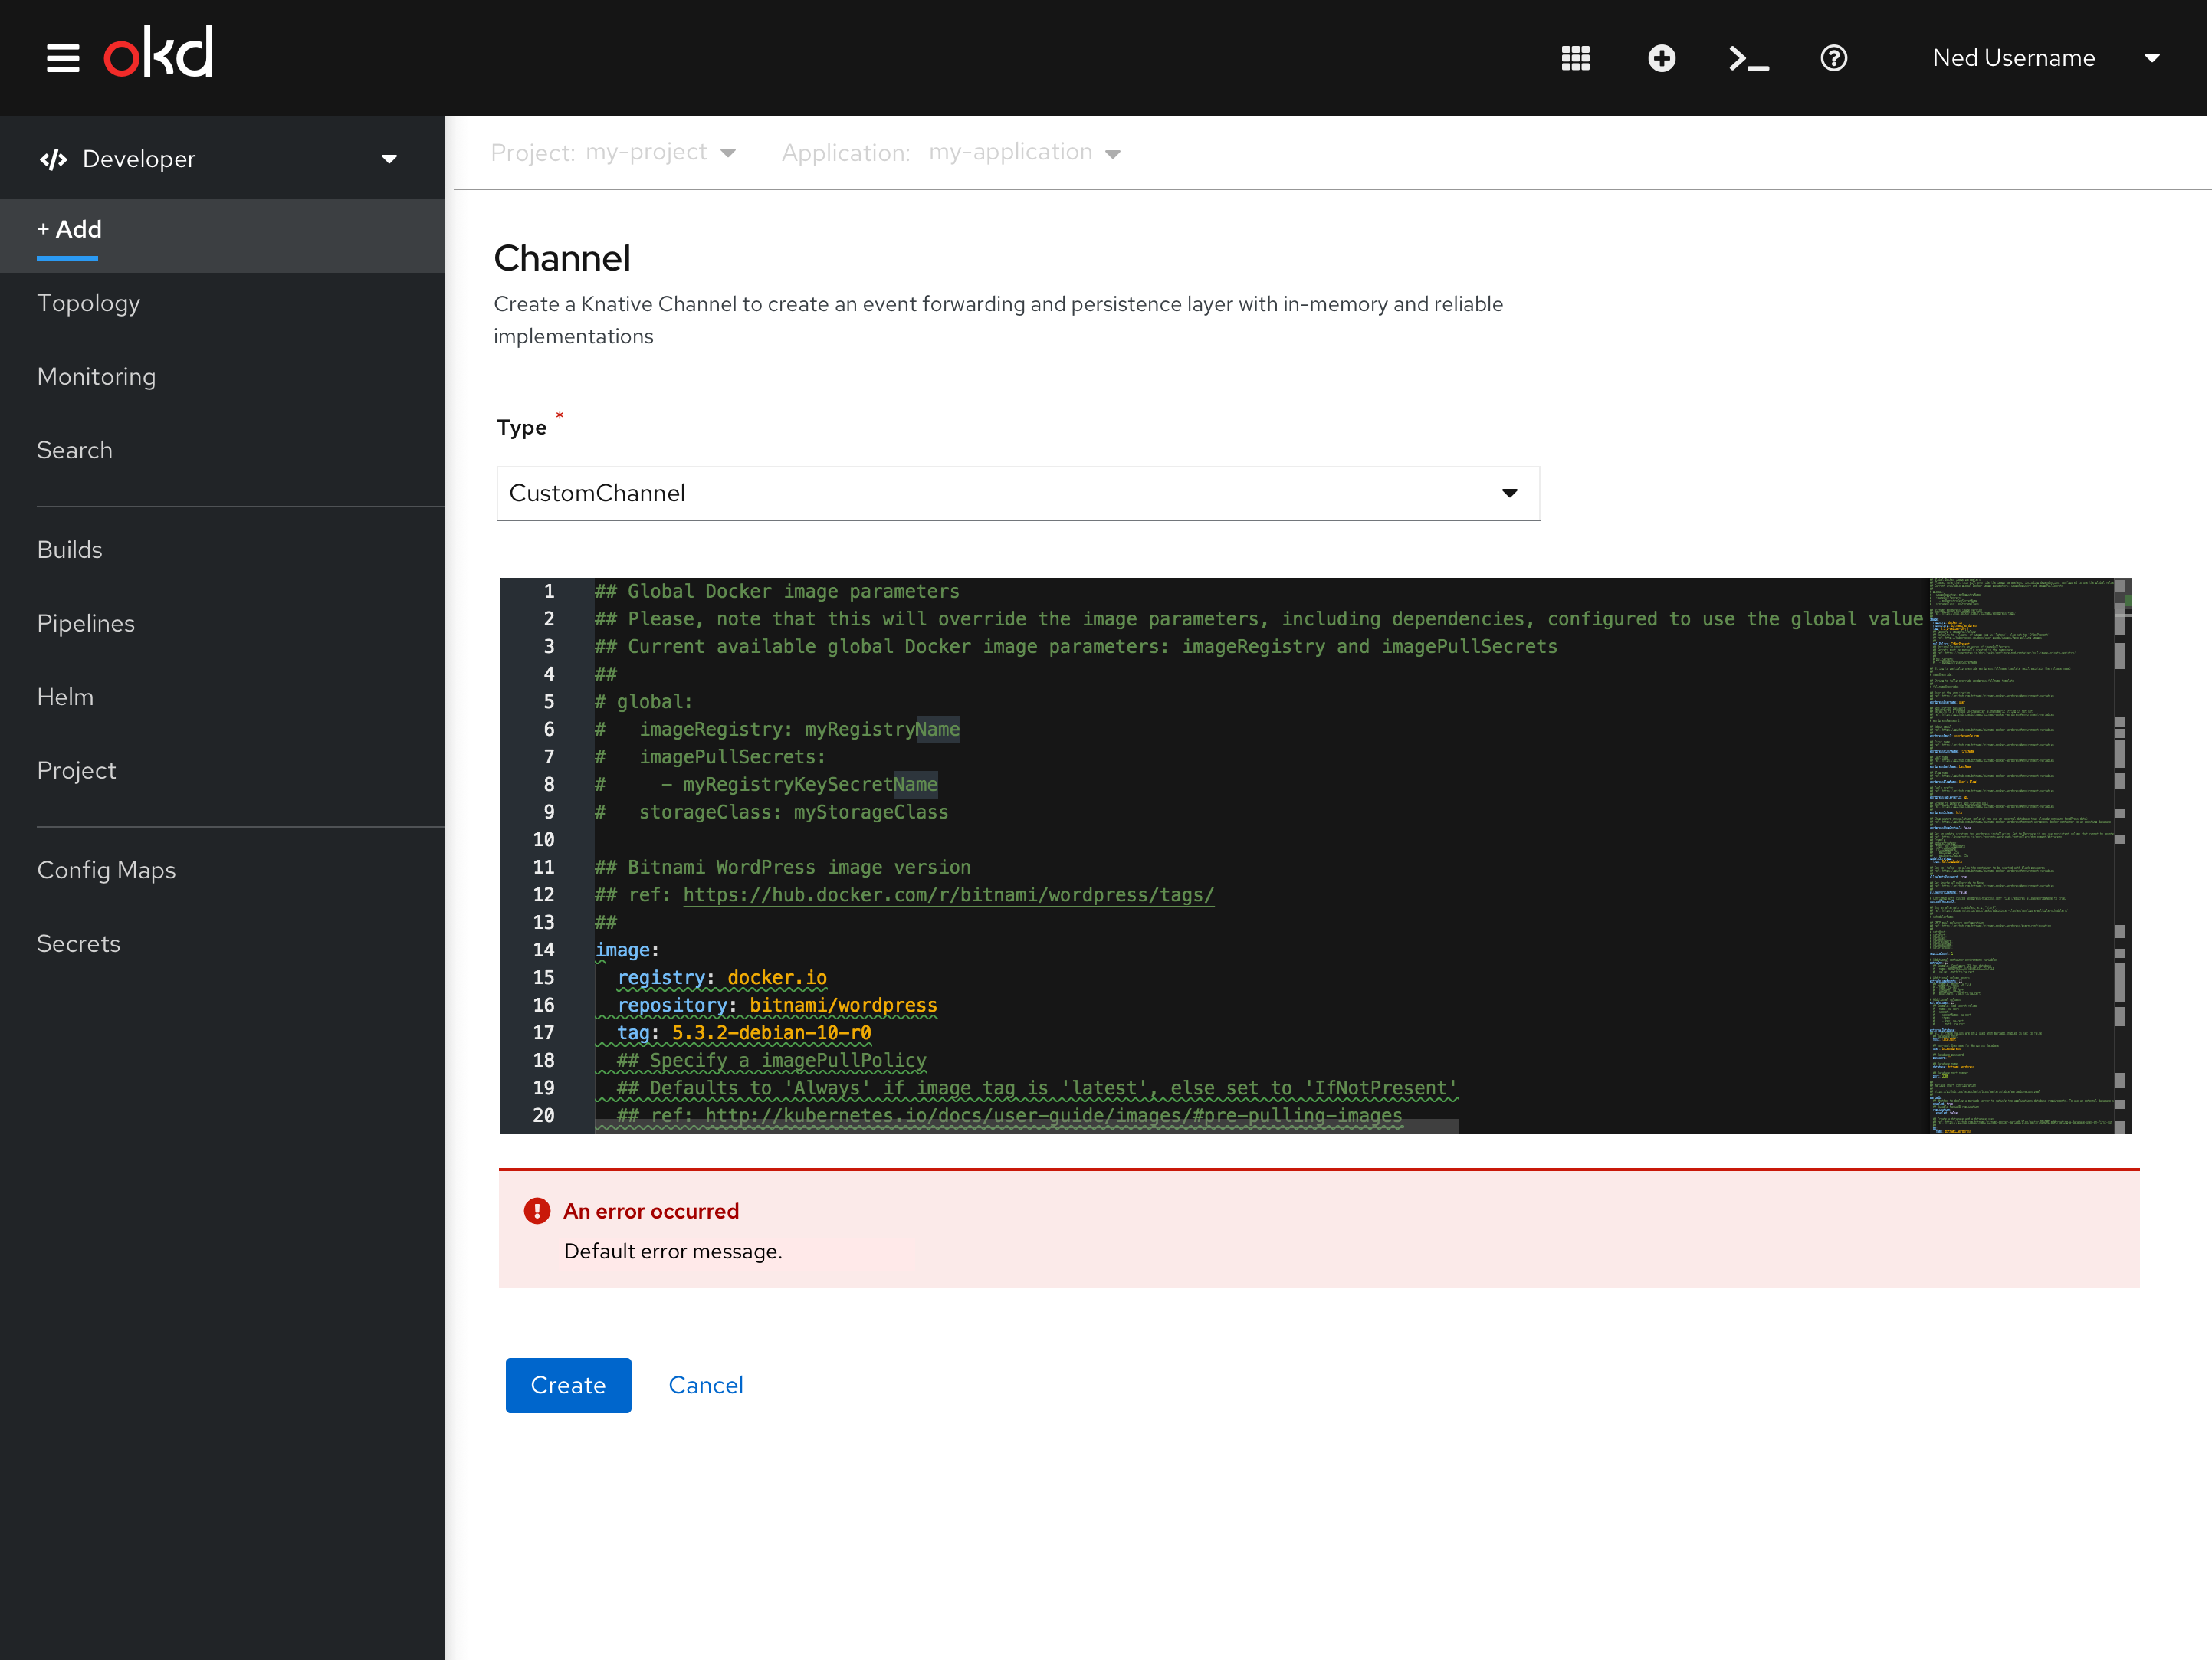 okd
Ned Username
Developer
+ Add
Topology
Monitoring
Search
Builds
Pipelines
Helm
Project
Config Maps
Secrets
Project: my-project
Application: my-application
Channel
Create a Knative Channel to create an event forwarding and persistence layer with in-memory and reliable
implementations
Type *
CustomChannel
1 ## Global Docker image parameters
2 ## Please, note that this will override the image parameters, including dependencies, configured to use the global value
3 ## Current available global Docker image parameters: imageRegistry and imagePullSecrets
4 ##
5 # global:
6 #   imageRegistry: myRegistryName
7 #   imagePullSecrets:
8 #     - myRegistryKeySecretName
9 #   storageClass: myStorageClass
10
11 ## Bitnami WordPress image version
12 ## ref: https://hub.docker.com/r/bitnami/wordpress/tags/
13 ##
14 image:
15   registry: docker.io
16   repository: bitnami/wordpress
17   tag: 5.3.2-debian-10-r0
18   ## Specify a imagePullPolicy
19   ## Defaults to 'Always' if image tag is 'latest', else set to 'IfNotPresent'
20   ## ref: http://kubernetes.io/docs/user-guide/images/#pre-pulling-images
An error occurred
Default error message.
Create
Cancel